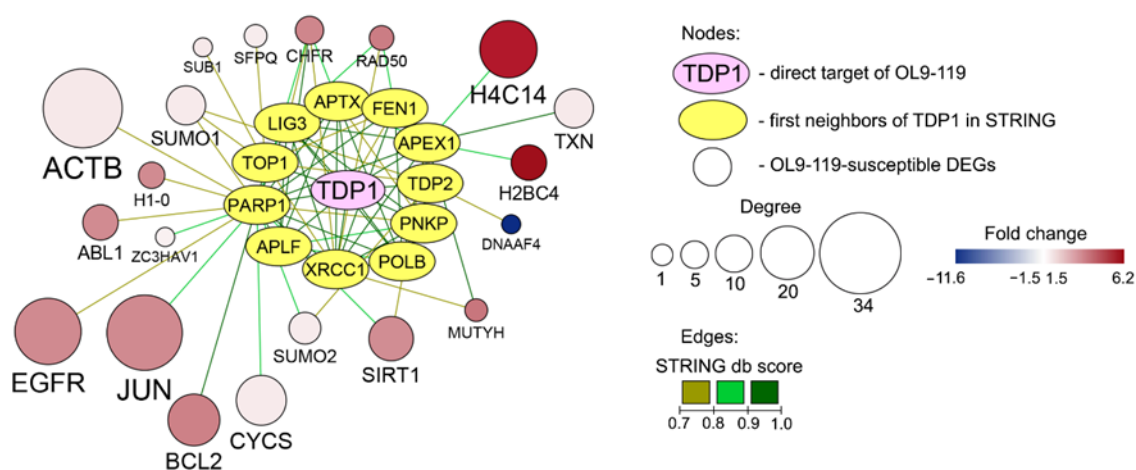 SUB1
SFPQ
CHFR
RAD50
H4C14
TXN
ACTB
SUMO1
LIG3
APTX
FEN1
APEX1
TOP1
TDP1
TDP2
H2BC4
H1-0
PARP1
PNKP
DNAAF4
ABL1
ZC3HAV1
APLF
XRCC1
POLB
MUTYH
EGFR
JUN
SUMO2
SIRT1
BCL2
CYCS
Nodes:
TDP1 - direct target of OL9-119
- first neighbors of TDP1 in STRING
- OL9-119-susceptible DEGs
Degree
1 5 10 20 34
Fold change
−11.6 −1.5 1.5 6.2
Edges:
STRING db score
0.7 0.8 0.9 1.0